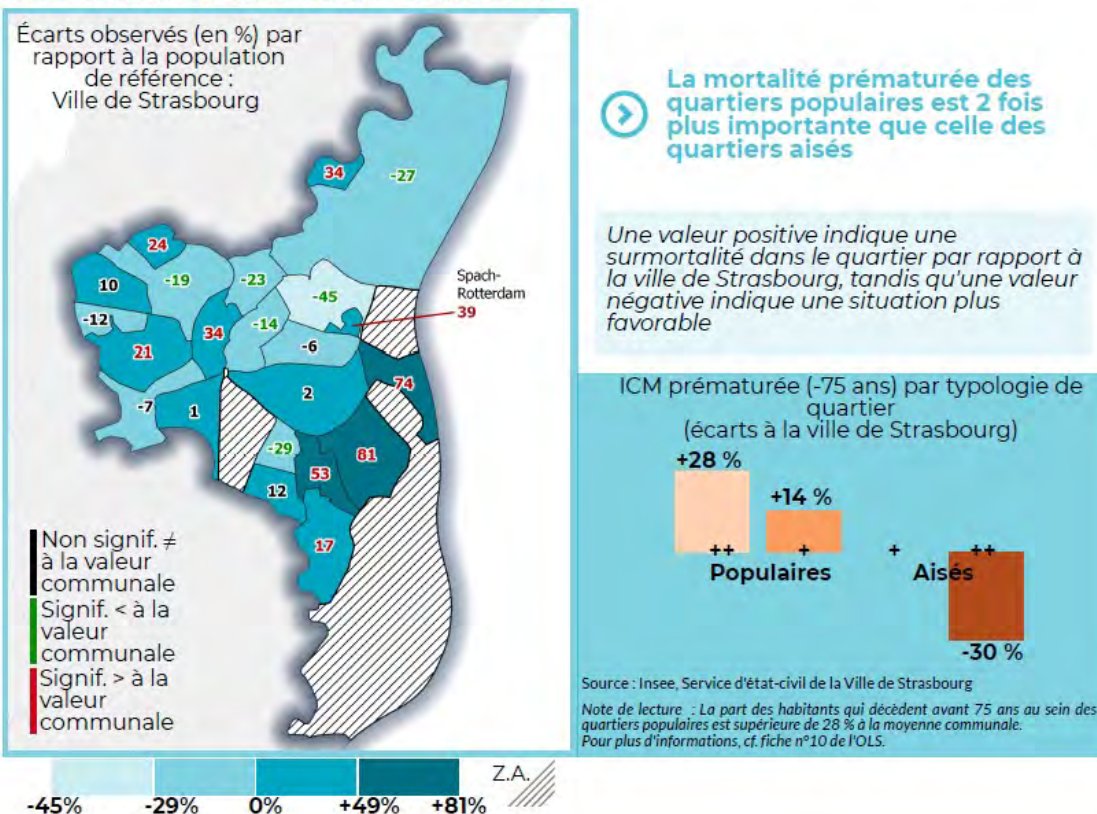 Écarts observés (en %) par
rapport à la population
de référence :
Ville de Strasbourg
34
-27
24
10
-19
-23
-45
Spach-
Rotterdam
39
-12
21
34
-14
-6
74
-7
1
2
-29
81
53
12
17
Non signif. ≠
à la valeur
communale
Signif. < à la
valeur
communale
Signif. > à la
valeur
communale
Z.A.
-45%
-29%
0%
+49%
+81%
La mortalité prématurée des
quartiers populaires est 2 fois
plus importante que celle des
quartiers aisés
Une valeur positive indique une
surmortalité dans le quartier par rapport à
la ville de Strasbourg, tandis qu'une valeur
négative indique une situation plus
favorable
ICM prématurée (-75 ans) par typologie de
quartier
(écarts à la ville de Strasbourg)
+28 %
+14 %
++ + + ++
Populaires Aisés
-30 %
Source : Insee, Service d'état-civil de la Ville de Strasbourg
Note de lecture : La part des habitants qui décèdent avant 75 ans au sein des
quartiers populaires est supérieure de 28 % à la moyenne communale.
Pour plus d'informations, cf. fiche n°10 de l'OLS.